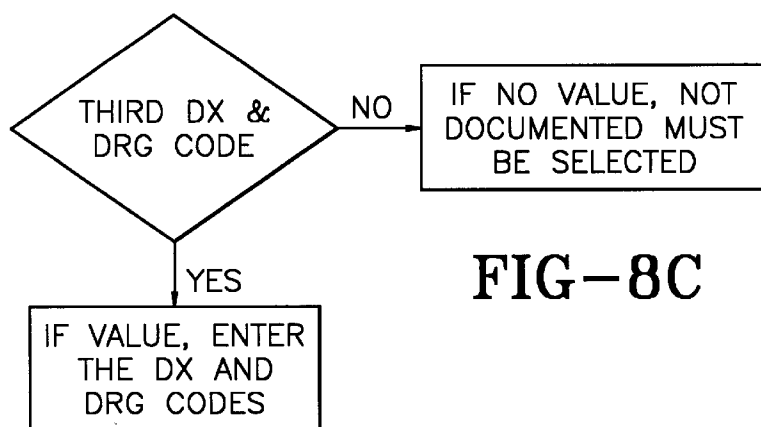 THIRD DX &
DRG CODE
NO
IF NO VALUE, NOT
DOCUMENTED MUST
BE SELECTED
YES
IF VALUE, ENTER
THE DX AND
DRG CODES
FIG-8C